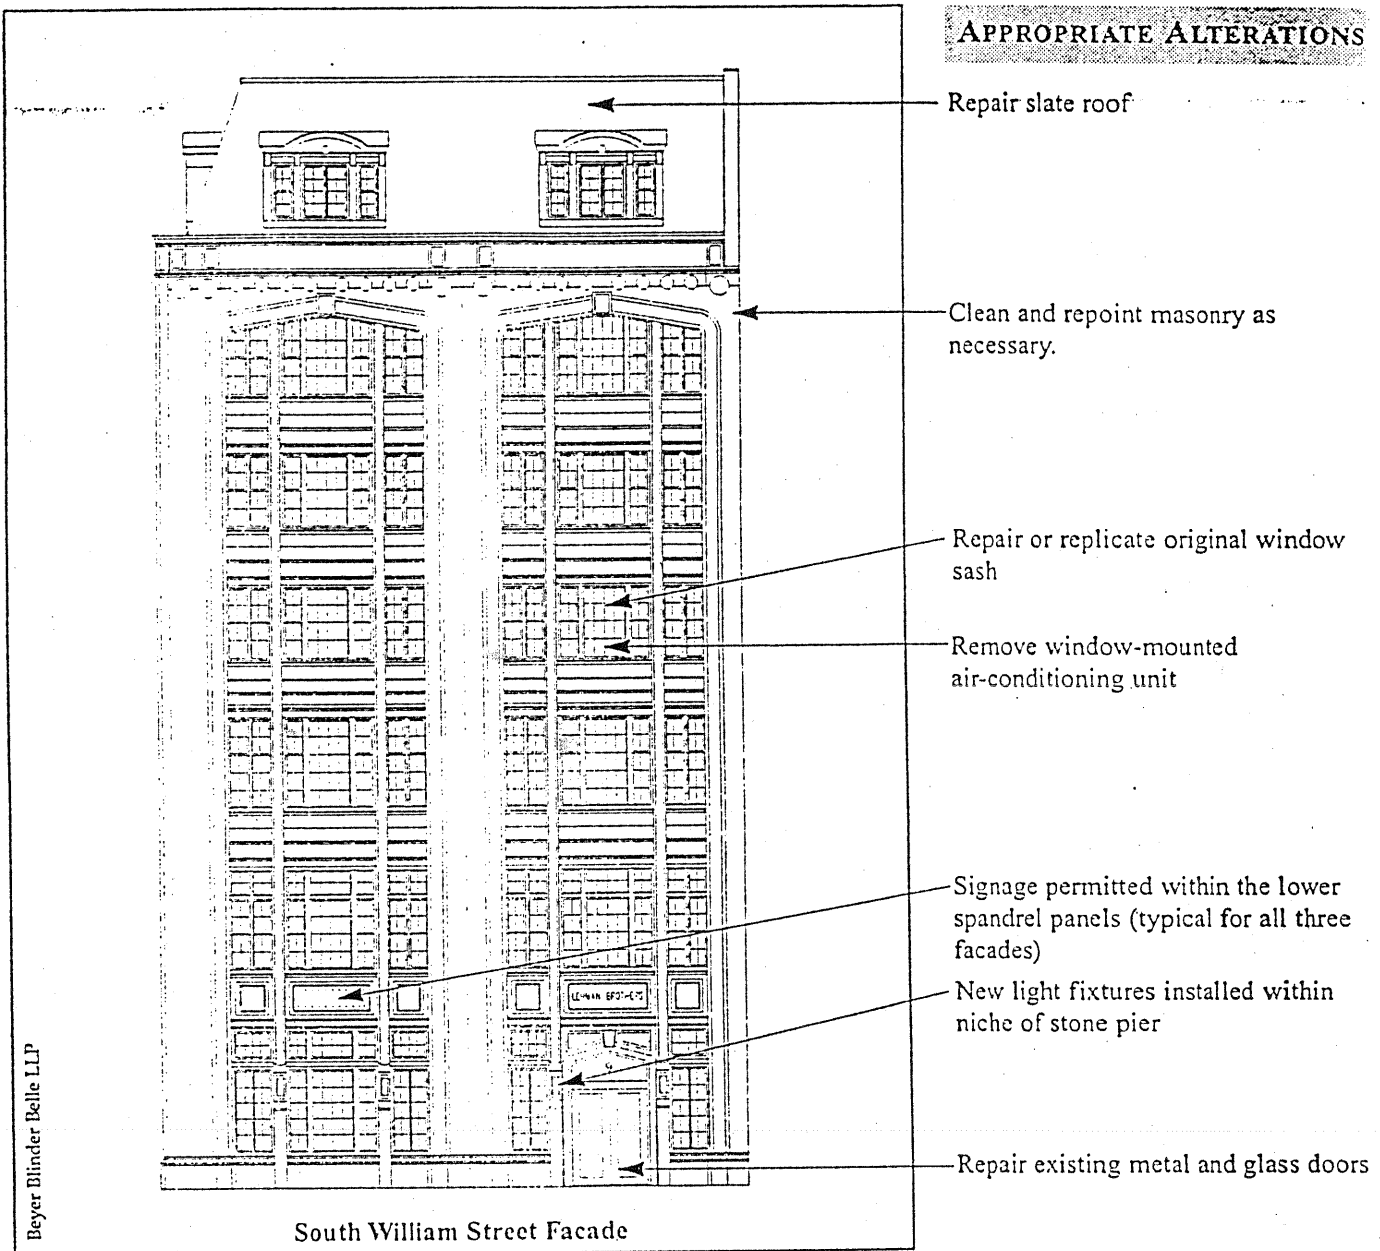 APPROPRIATE ALTERATIONS
Repair slate roof
Clean and repoint masonry as
necessary.
Repair or replicate original window
sash
Remove window-mounted
air-conditioning unit
Signage permitted within the lower
spandrel panels (typical for all three
facades)
New light fixtures installed within
niche of stone pier
Repair existing metal and glass doors
LEHMAN BROTHERS
9
South William Street Facade
Beyer Blinder Belle LLP